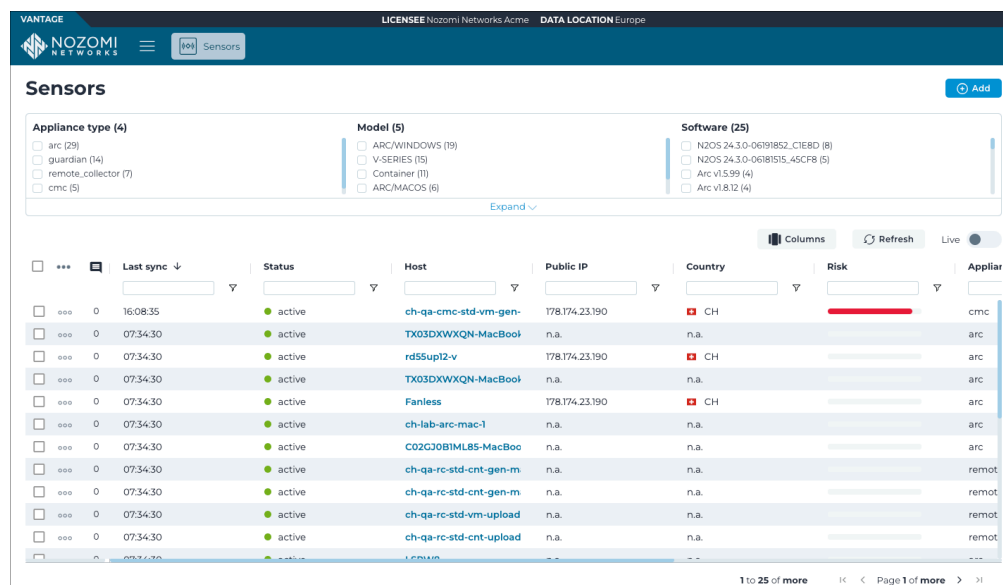 VANTAGE LICENSEE Nozomi Networks Acme DATA LOCATION Europe
NOZOMI NETWORKS Sensors
Sensors Add
Appliance type (4) Model (5) Software (25)
arc (29) ARC/WINDOWS (19) N2OS 24.3.0-06191852_C1E8D (8)
guardian (14) V-SERIES (15) N2OS 24.3.0-06181515_45CF8 (5)
remote_collector (7) Container (11) Arc v1.5.99 (4)
cmc (5) ARC/MACOS (6) Arc v1.8.12 (4)
Expand
Columns Refresh Live
Last sync Status Host Public IP Country Risk Applian
0 16:08:35 active ch-qa-cmc-std-vm-gen- 178.174.23.190 CH cmc
0 07:34:30 active TX03DXWXQN-MacBook n.a. n.a. arc
0 07:34:30 active rd55up12-v 178.174.23.190 CH arc
0 07:34:30 active TX03DXWXQN-MacBook n.a. n.a. arc
0 07:34:30 active Fanless 178.174.23.190 CH arc
0 07:34:30 active ch-lab-arc-mac-1 n.a. n.a. arc
0 07:34:30 active C02GJ0B1ML85-MacBoo n.a. n.a. arc
0 07:34:30 active ch-qa-rc-std-cnt-gen-m n.a. n.a. remot
0 07:34:30 active ch-qa-rc-std-cnt-gen-m n.a. n.a. remot
0 07:34:30 active ch-qa-rc-std-vm-upload n.a. n.a. remot
0 07:34:30 active ch-qa-rc-std-cnt-upload n.a. n.a. remot
1 to 25 of more Page 1 of more